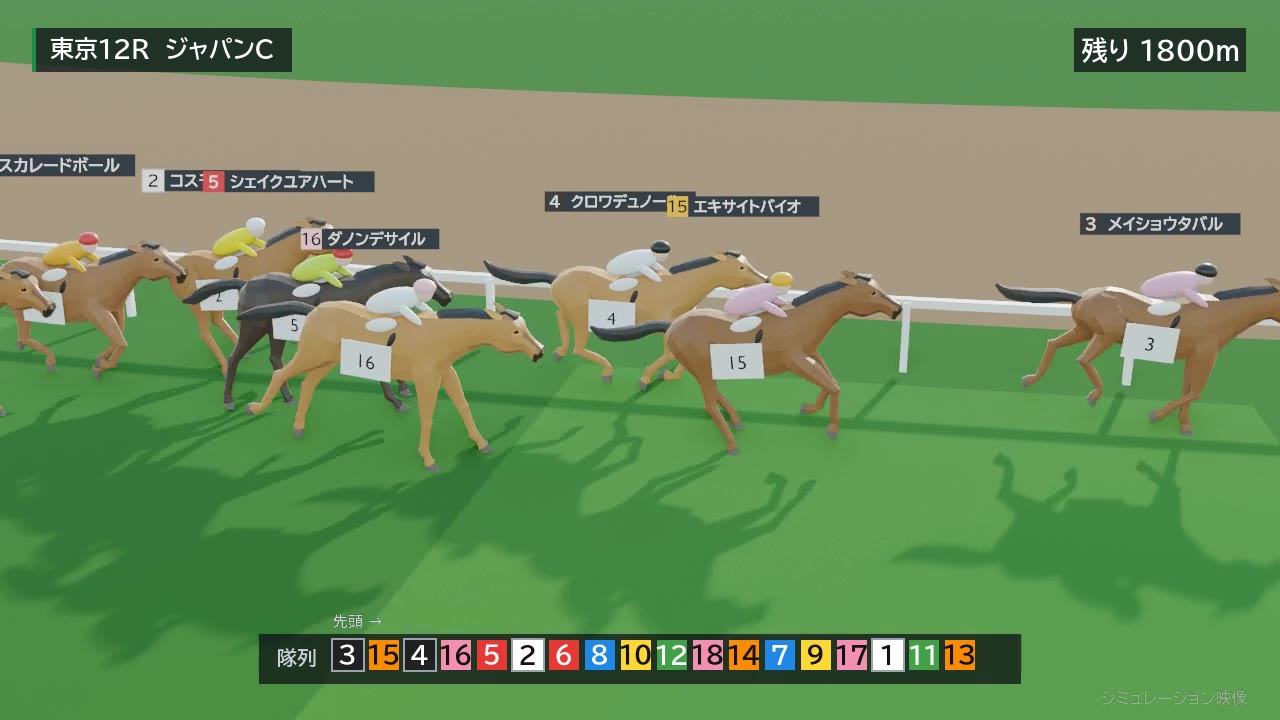 東京12R ジャパンC
残り 1800m
スカレードボール
2 コスモ
5 シェイクユアハート
16 ダノンデサイル
4 クロワデュノー
15 エキサイトバイオ
3 メイショウタバル
2
5
16
4
15
3
先頭 →
隊列 3 15 4 16 5 2 6 8 10 12 18 14 7 9 17 1 11 13
シミュレーション映像